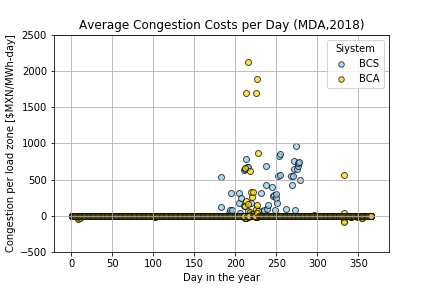 Average Congestion Costs per Day (MDA,2018)
Congestion per load zone [$MXN/MWh-day]
2500
2000
1500
1000
500
0
−500
0 50 100 150 200 250 300 350
Day in the year
Siystem
BCS
BCA